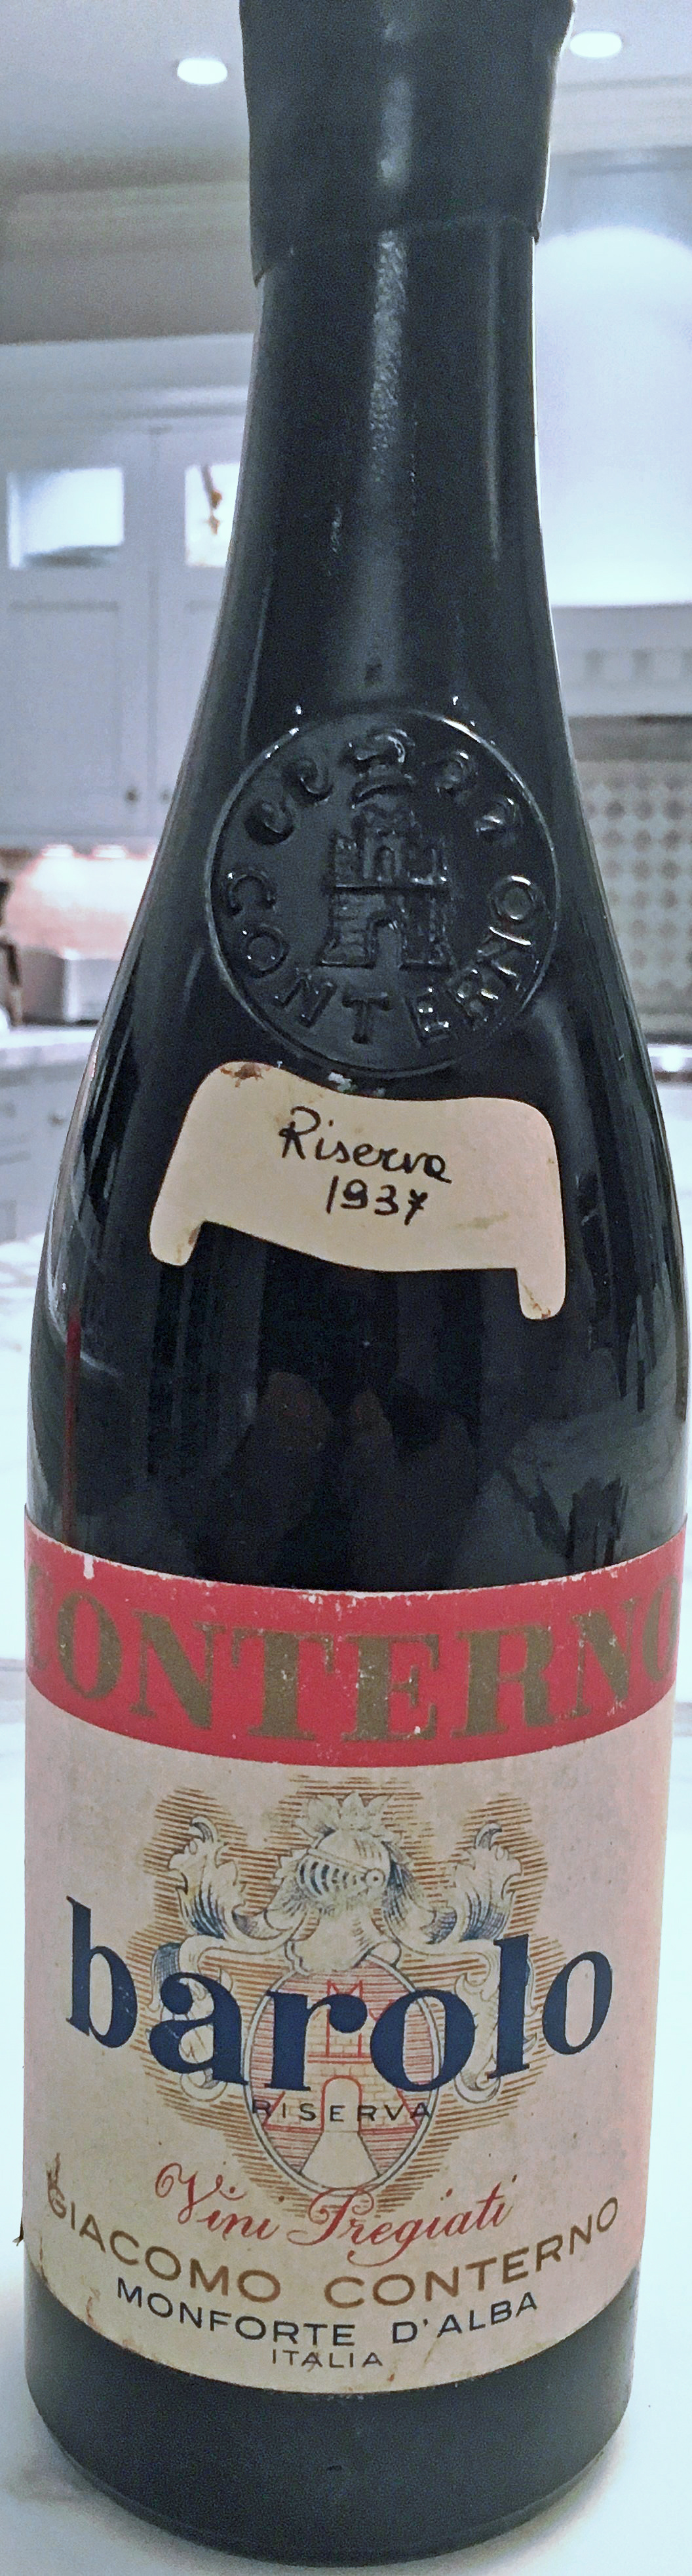 CONTERNO
Riserva
1937
CONTERNO
barolo
RISERVA
Vini Pregiati
GIACOMO CONTERNO
MONFORTE D'ALBA
ITALIA